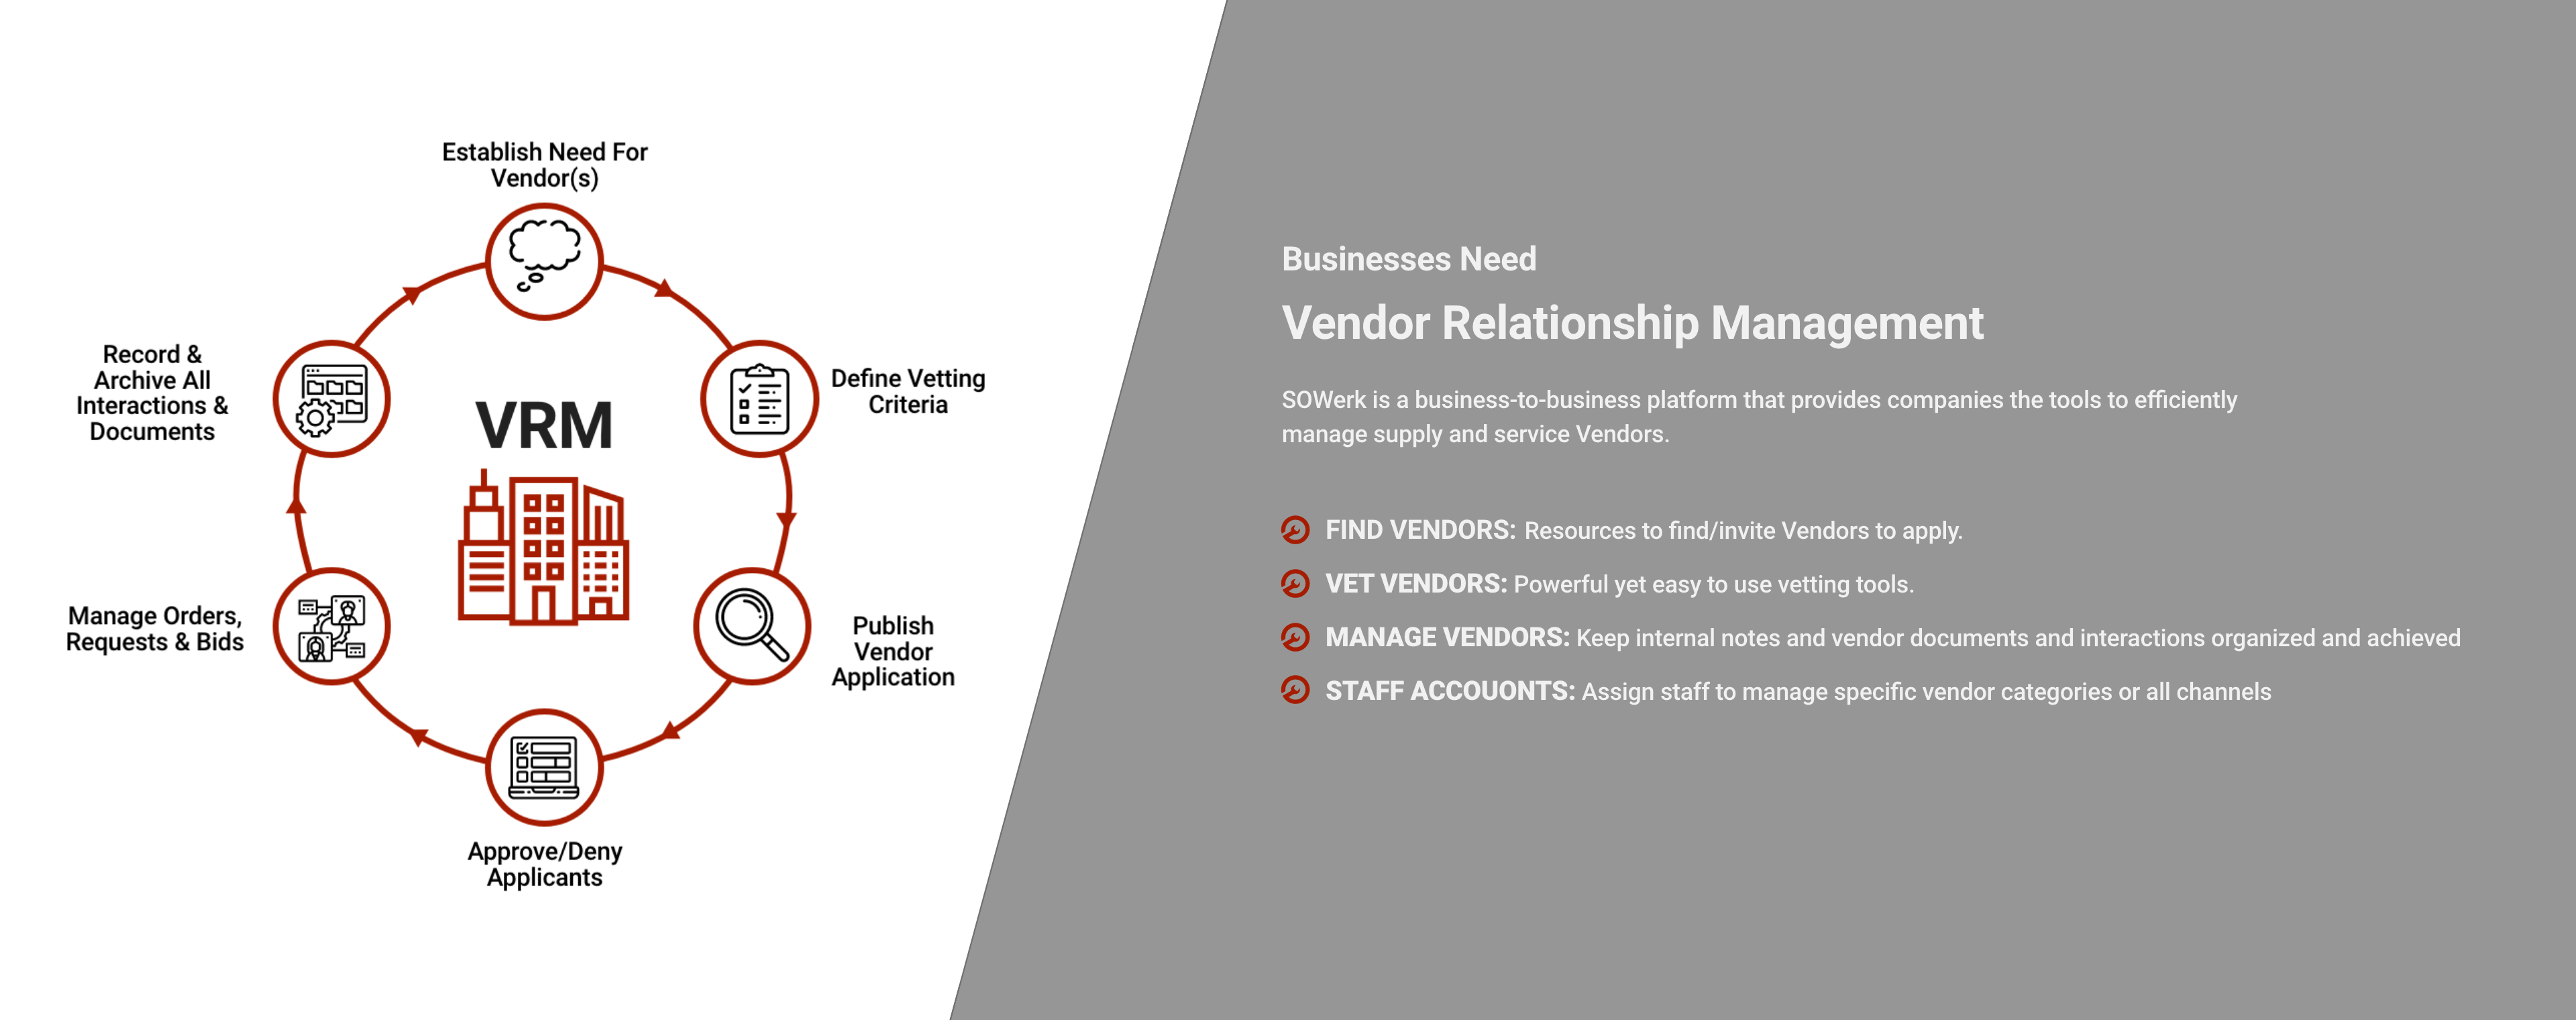 Establish Need For
Vendor(s)
Define Vetting
Criteria
Publish
Vendor
Application
Approve/Deny
Applicants
Manage Orders,
Requests & Bids
Record &
Archive All
Interactions &
Documents
VRM
Businesses Need
Vendor Relationship Management
SOWerk is a business-to-business platform that provides companies the tools to efficiently
manage supply and service Vendors.
FIND VENDORS: Resources to find/invite Vendors to apply.
VET VENDORS: Powerful yet easy to use vetting tools.
MANAGE VENDORS: Keep internal notes and vendor documents and interactions organized and achieved
STAFF ACCOUONTS: Assign staff to manage specific vendor categories or all channels